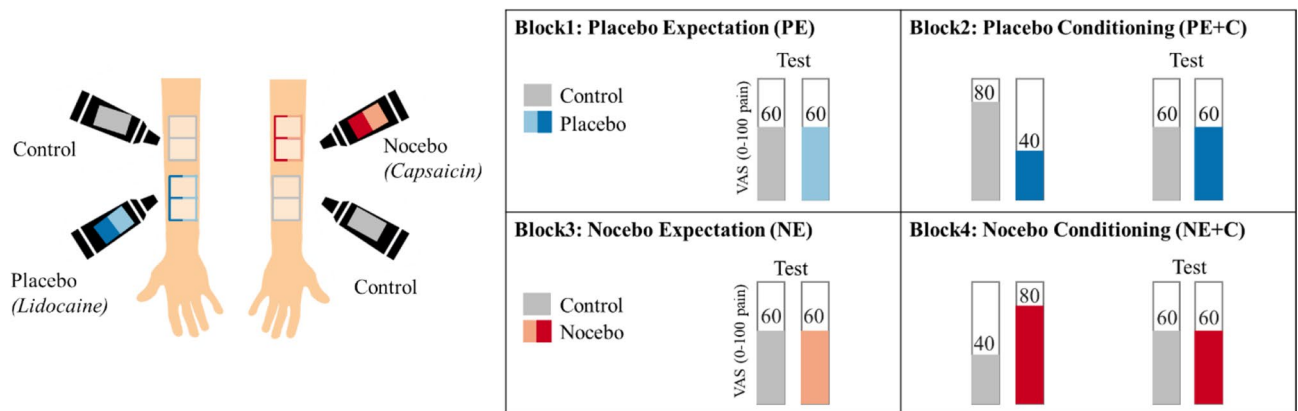 Control
Placebo
(Lidocaine)
Nocebo
(Capsaicin)
Control
Block1: Placebo Expectation (PE)
Test
Control
Placebo
VAS (0-100 pain)
60 60
Block2: Placebo Conditioning (PE+C)
Test
80
40
60 60
Block3: Nocebo Expectation (NE)
Test
Control
Nocebo
VAS (0-100 pain)
60 60
Block4: Nocebo Conditioning (NE+C)
Test
40
80
60 60